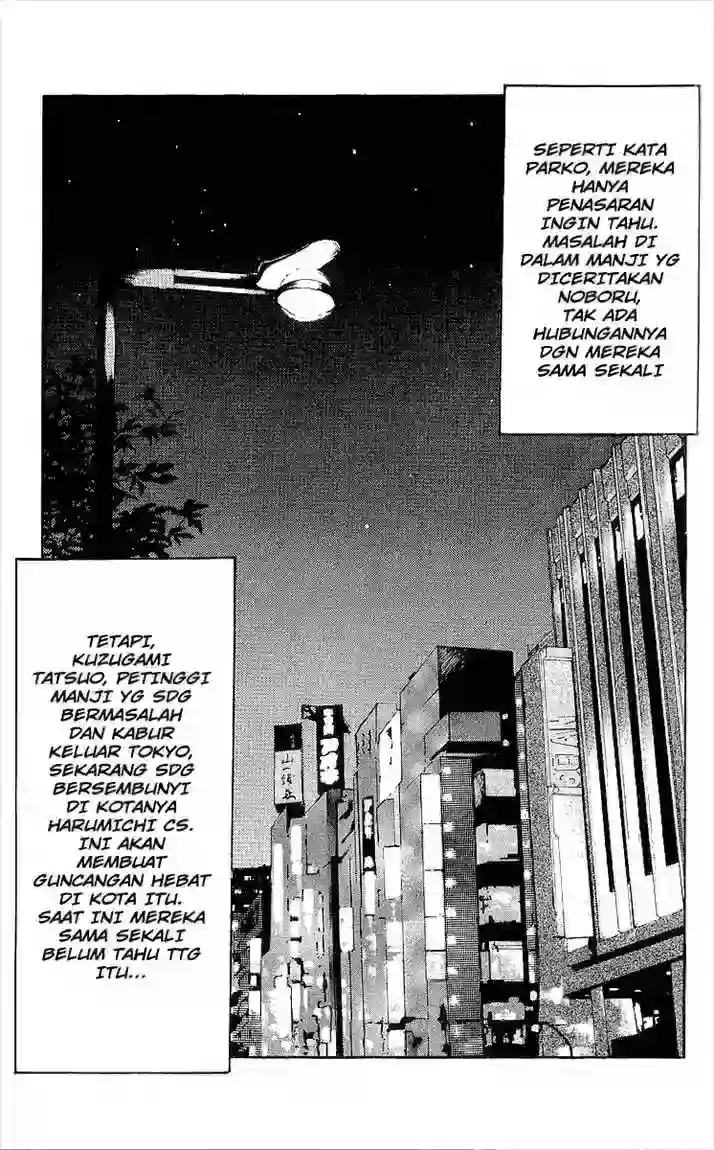 SEPERTI KATA
PARKO, MEREKA
HANYA
PENASARAN
INGIN TAHU.
MASALAH DI
DALAM MANJI YG
DICERITAKAN
NOBORU,
TAK ADA
HUBUNGANNYA
DGN MEREKA
SAMA SEKALI
TETAPI,
KUZUGAMI
TATSUO, PETINGGI
MANJI YG SDG
BERMASALAH
DAN KABUR
KELUAR TOKYO,
SEKARANG SDG
BERSEMBUNYI
DI KOTANYA
HARUMICHI CS.
INI AKAN
MEMBUAT
GUNCANGAN HEBAT
DI KOTA ITU.
SAAT INI MEREKA
SAMA SEKALI
BELUM TAHU TTG
ITU...